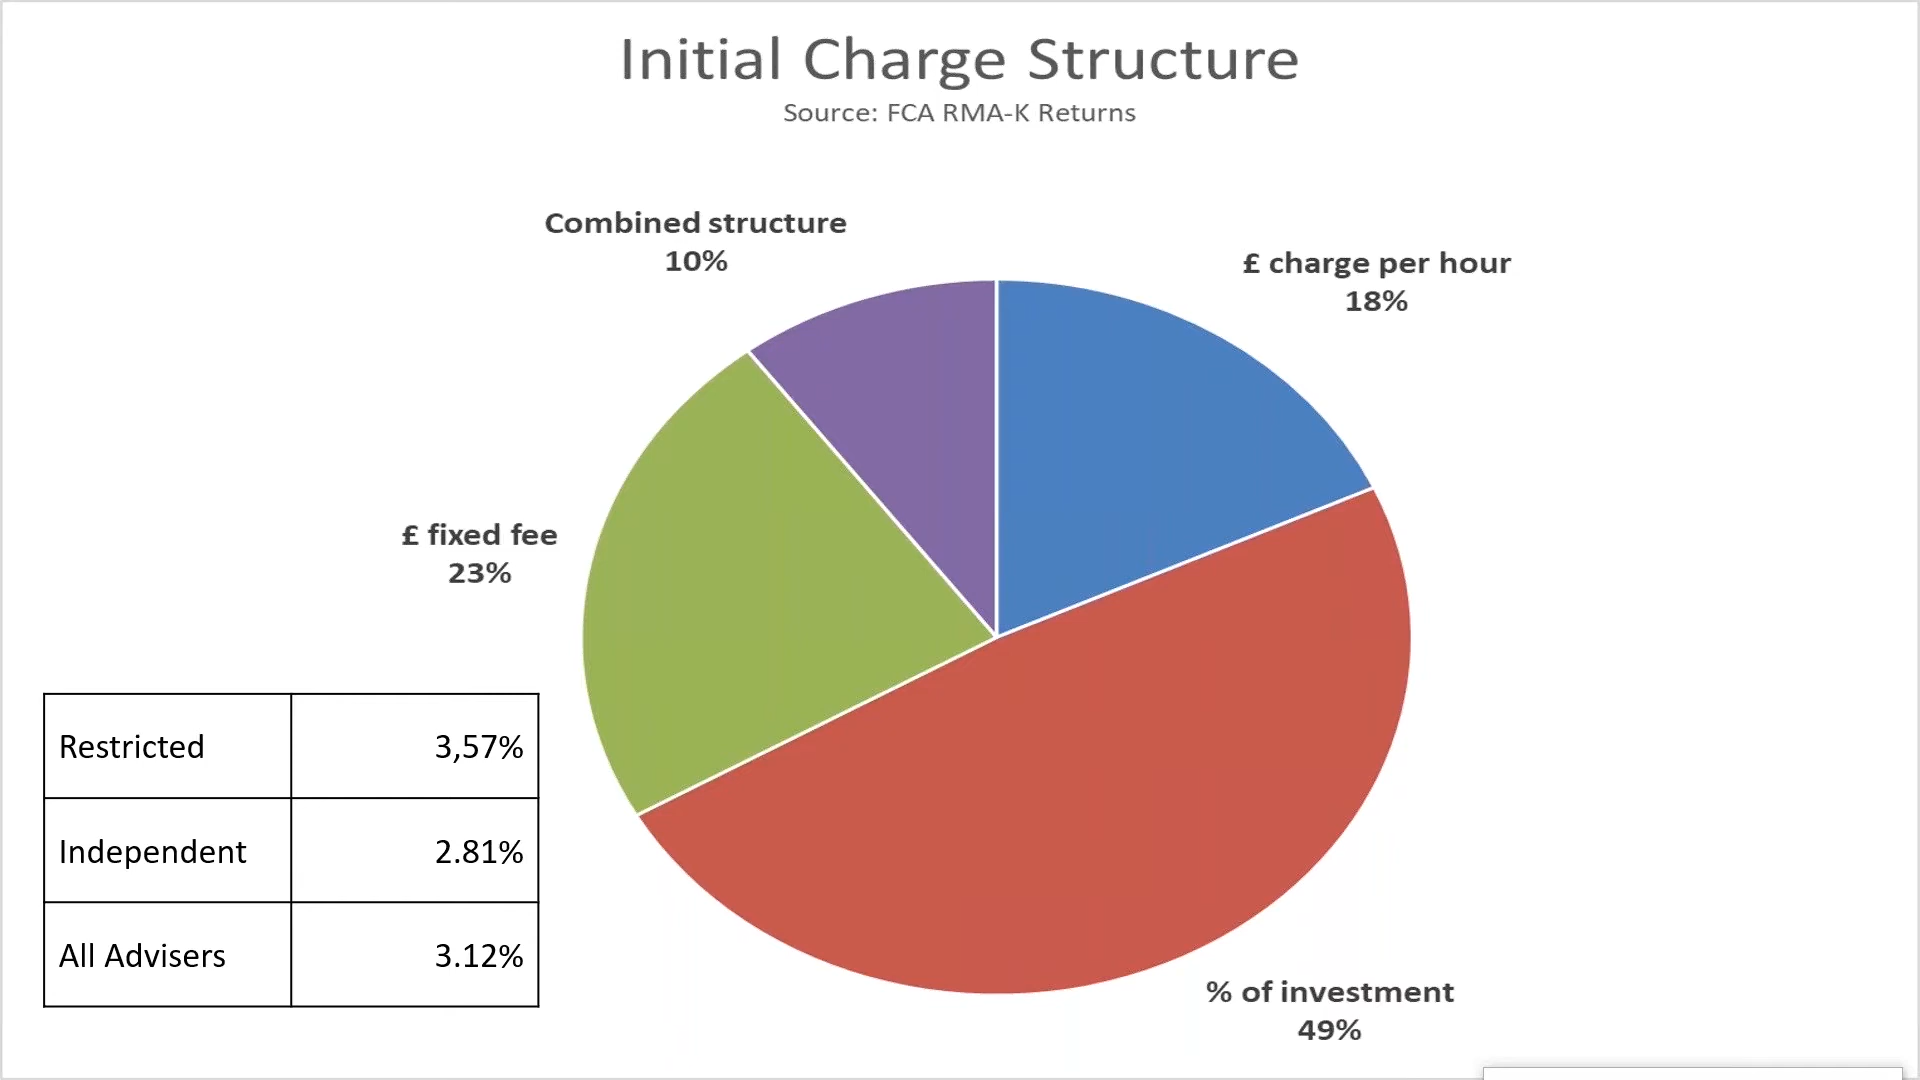 Initial Charge Structure
Source: FCA RMA-K Returns
Combined structure
10%
£ charge per hour
18%
£ fixed fee
23%
Restricted 3,57%
Independent 2.81%
All Advisers 3.12%
% of investment
49%